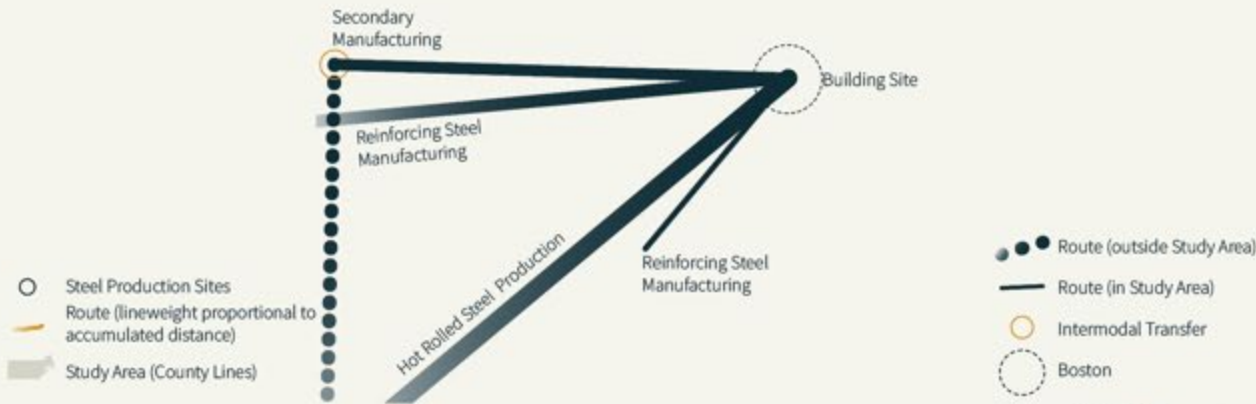 Secondary
Manufacturing
Building Site
Reinforcing Steel
Manufacturing
Hot Rolled Steel Production
Reinforcing Steel
Manufacturing
Steel Production Sites
Route (lineweight proportional to
accumulated distance)
Study Area (County Lines)
Route (outside Study Area)
Route (in Study Area)
Intermodal Transfer
Boston